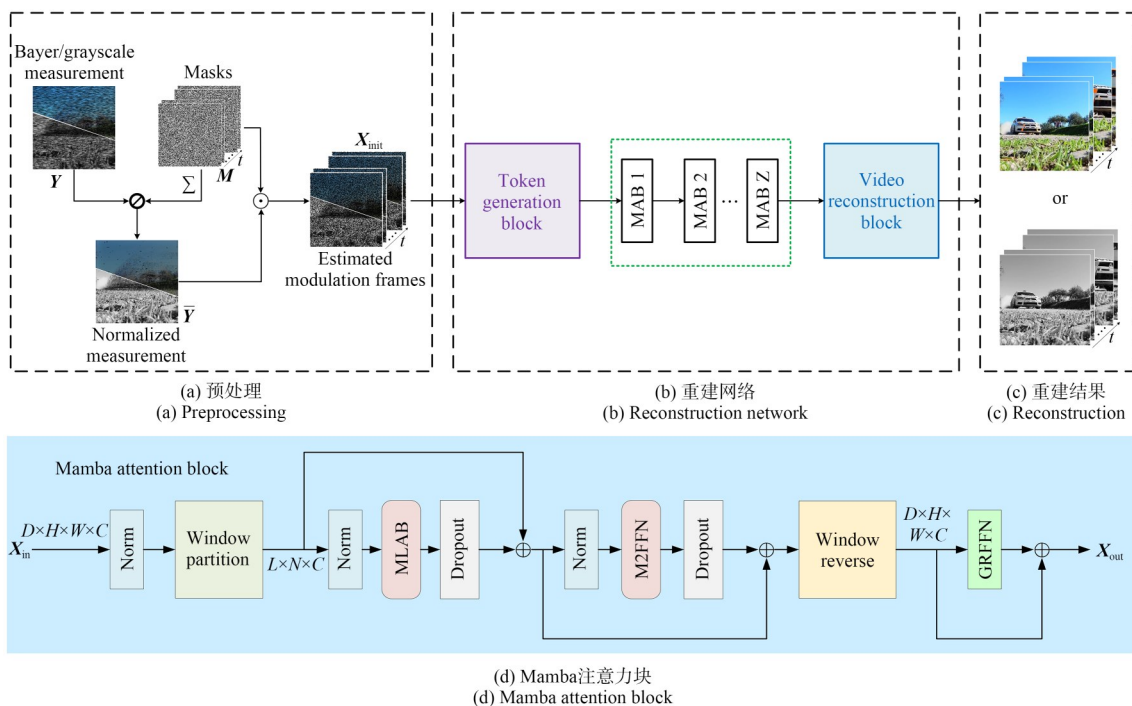 Bayer/grayscale
measurement
Masks
Y
∑
M
t
X_init
t
Estimated
modulation frames
Ȳ
Normalized
measurement
Token
generation
block
MAB 1
MAB 2
...
MAB Z
Video
reconstruction
block
t
or
t
(a) 预处理
(a) Preprocessing
(b) 重建网络
(b) Reconstruction network
(c) 重建结果
(c) Reconstruction
Mamba attention block
X_in
D×H×W×C
Norm
Window
partition
L×N×C
Norm
MLAB
Dropout
Norm
M2FFN
Dropout
Window
reverse
D×H×
W×C
GRFFN
X_out
(d) Mamba注意力块
(d) Mamba attention block